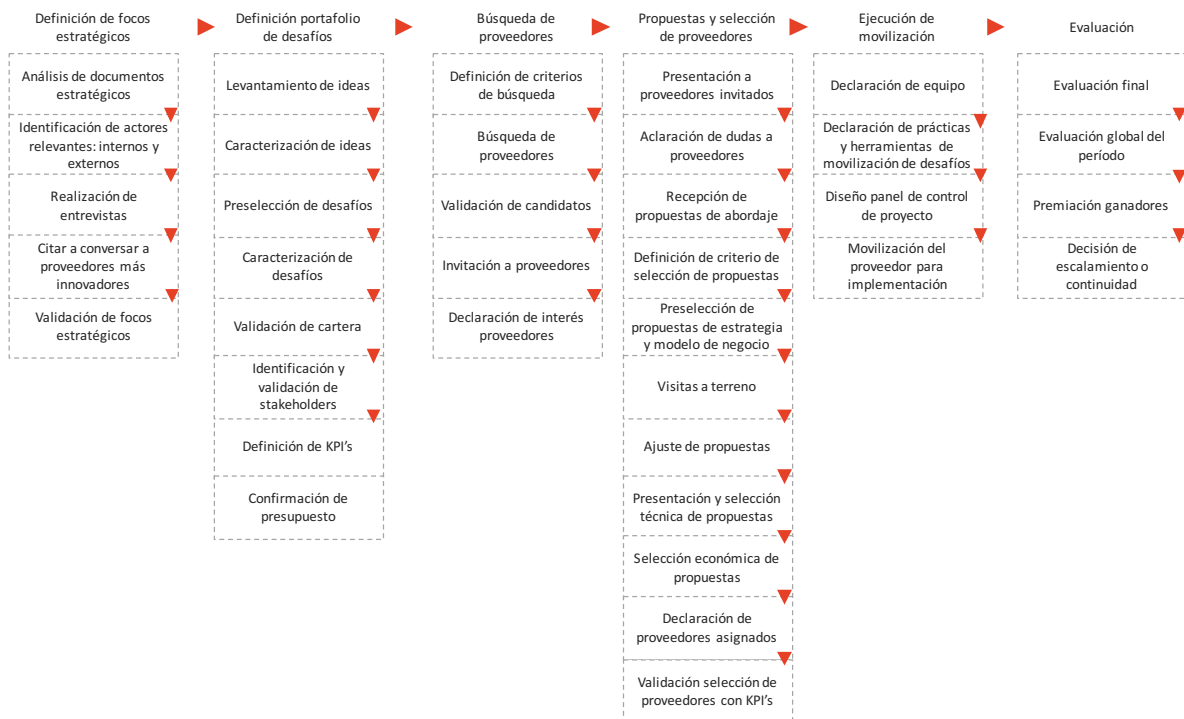 Definición de focos
estratégicos
Análisis de documentos
estratégicos
Identificación de actores
relevantes: internos y
externos
Realización de
entrevistas
Citar a conversar a
proveedores más
innovadores
Validación de focos
estratégicos
Definición portafolio
de desafíos
Levantamiento de ideas
Caracterización de ideas
Preselección de desafíos
Caracterización de
desafíos
Validación de cartera
Identificación y
validación de
stakeholders
Definición de KPI's
Confirmación de
presupuesto
Búsqueda de
proveedores
Definición de criterios
de búsqueda
Búsqueda de
proveedores
Validación de candidatos
Invitación a proveedores
Declaración de interés
proveedores
Propuestas y selección
de proveedores
Presentación a
proveedores invitados
Aclaración de dudas a
proveedores
Recepción de
propuestas de abordaje
Definición de criterio de
selección de propuestas
Preselección de
propuestas de estrategia
y modelo de negocio
Visitas a terreno
Ajuste de propuestas
Presentación y selección
técnica de propuestas
Selección económica de
propuestas
Declaración de
proveedores asignados
Validación selección de
proveedores con KPI's
Ejecución de
movilización
Declaración de equipo
Declaración de prácticas
y herramientas de
movilización de desafíos
Diseño panel de control
de proyecto
Movilización del
proveedor para
implementación
Evaluación
Evaluación final
Evaluación global del
período
Premiación ganadores
Decisión de
escalamiento o
continuidad